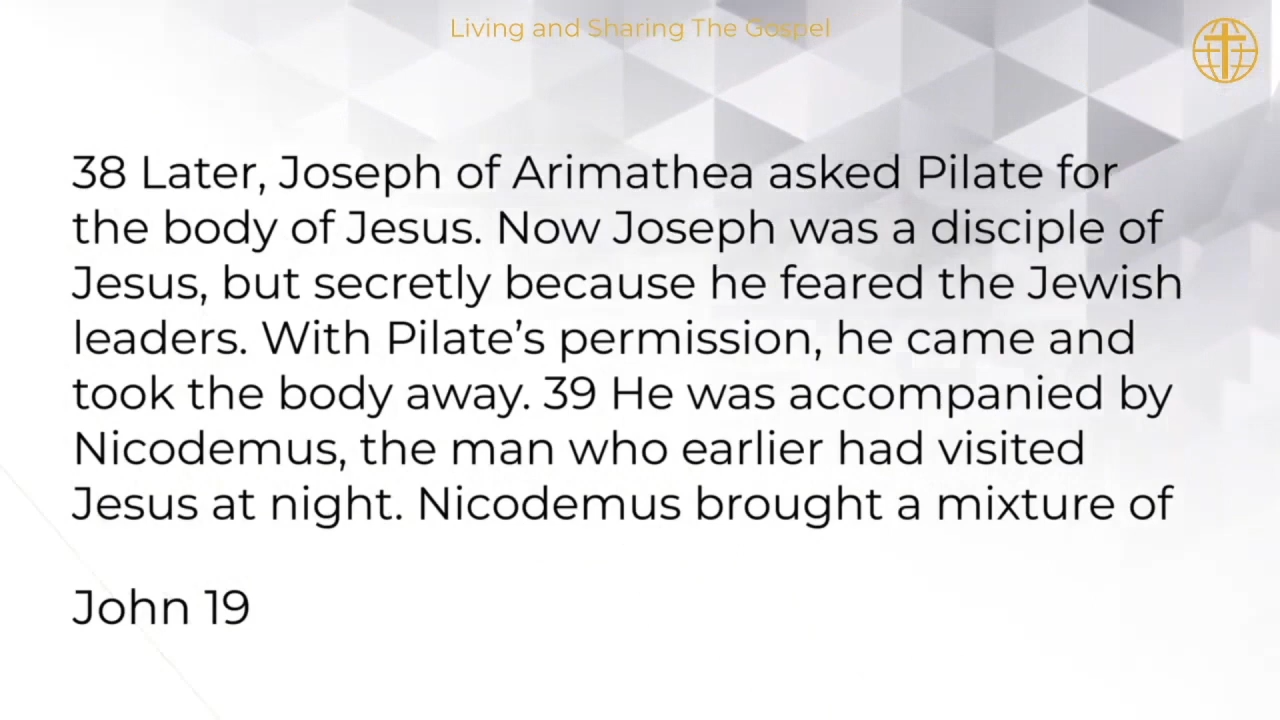 Living and Sharing The Gospel
38 Later, Joseph of Arimathea asked Pilate for
the body of Jesus. Now Joseph was a disciple of
Jesus, but secretly because he feared the Jewish
leaders. With Pilate’s permission, he came and
took the body away. 39 He was accompanied by
Nicodemus, the man who earlier had visited
Jesus at night. Nicodemus brought a mixture of
John 19